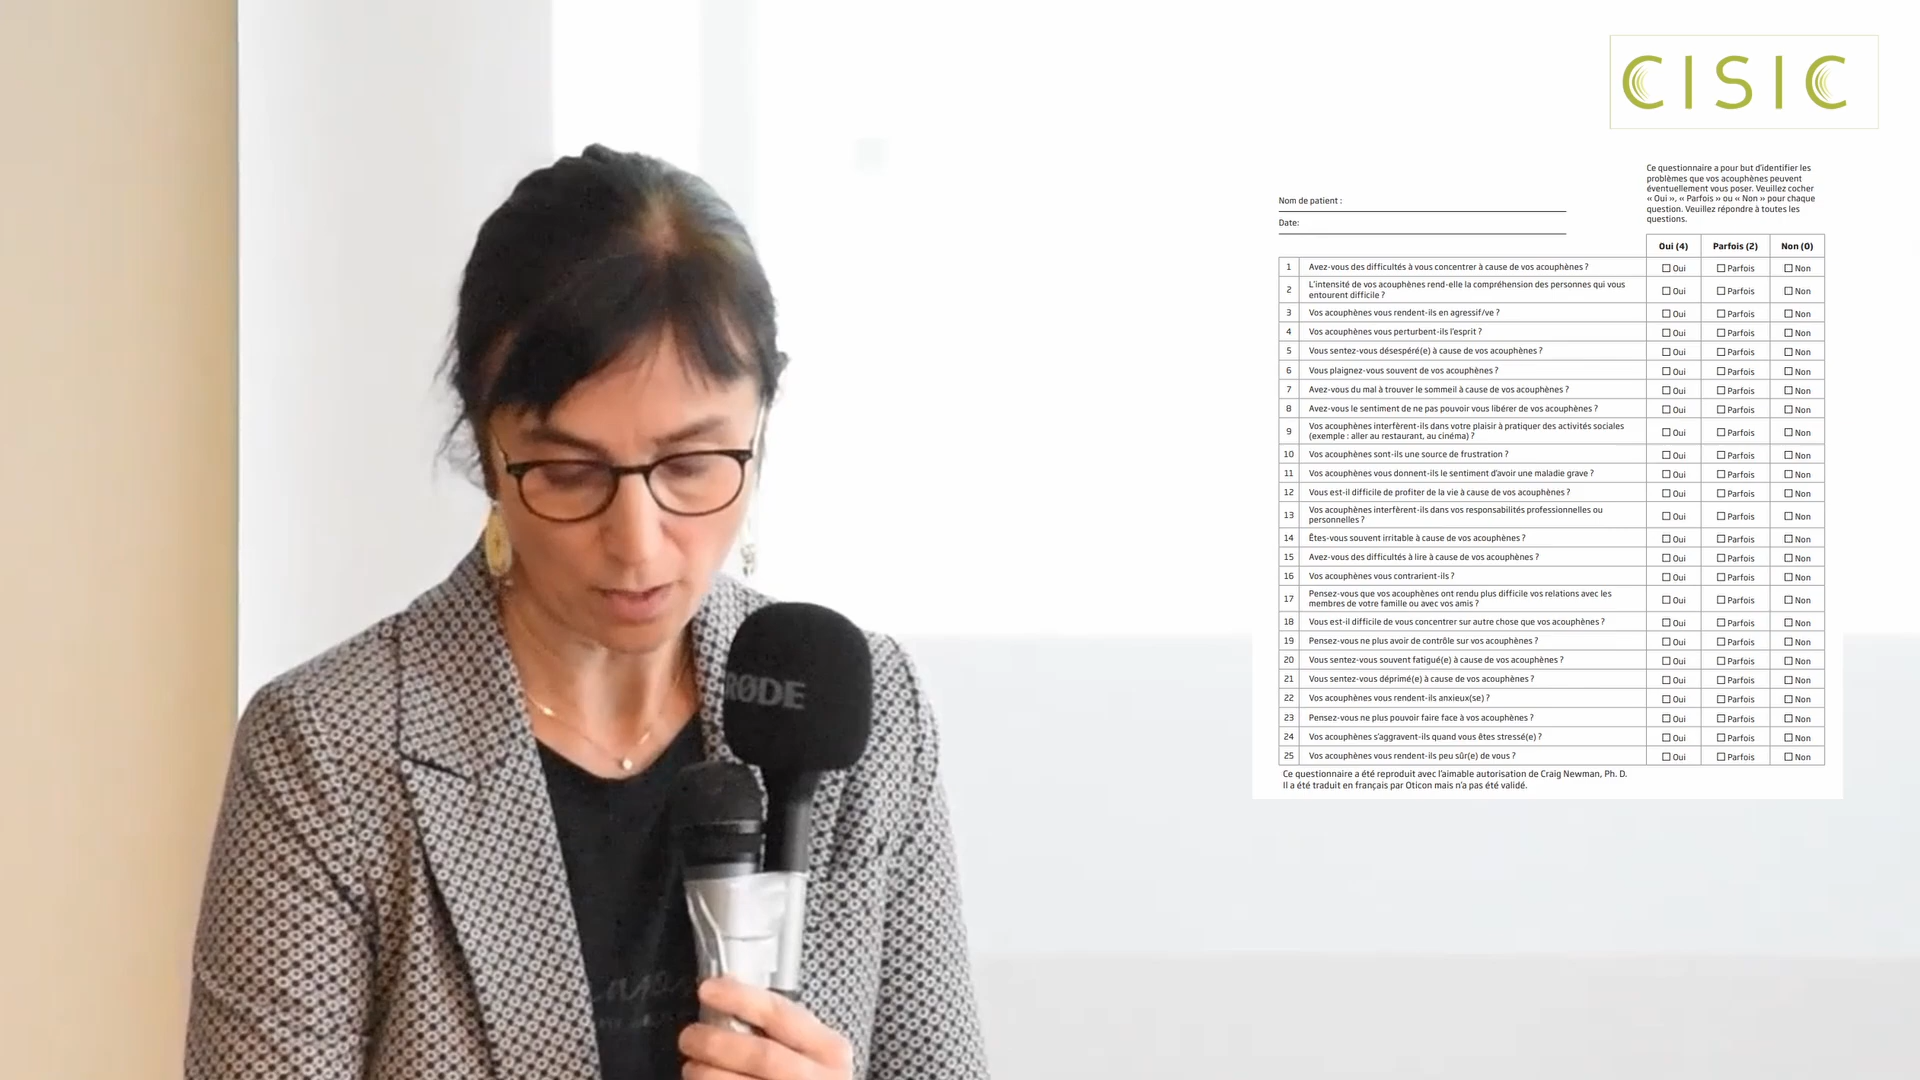 CISIC
Ce questionnaire a pour but d'identifier les
problèmes que vos acouphènes peuvent
éventuellement vous poser. Veuillez cocher
« Oui », « Parfois » ou « Non » pour chaque
question. Veuillez répondre à toutes les
questions.
Nom de patient :
Date:
Oui (4) Parfois (2) Non (0)
1 Avez-vous des difficultés à vous concentrer à cause de vos acouphènes ? Oui Parfois Non
2 L'intensité de vos acouphènes rend-elle la compréhension des personnes qui vous
entourent difficile ? Oui Parfois Non
3 Vos acouphènes vous rendent-ils en agressif/ve ? Oui Parfois Non
4 Vos acouphènes vous perturbent-ils l'esprit ? Oui Parfois Non
5 Vous sentez-vous désespéré(e) à cause de vos acouphènes ? Oui Parfois Non
6 Vous plaignez-vous souvent de vos acouphènes ? Oui Parfois Non
7 Avez-vous du mal à trouver le sommeil à cause de vos acouphènes ? Oui Parfois Non
8 Avez-vous le sentiment de ne pas pouvoir vous libérer de vos acouphènes ? Oui Parfois Non
9 Vos acouphènes interfèrent-ils dans votre plaisir à pratiquer des activités sociales
(exemple : aller au restaurant, au cinéma) ? Oui Parfois Non
10 Vos acouphènes sont-ils une source de frustration ? Oui Parfois Non
11 Vos acouphènes vous donnent-ils le sentiment d'avoir une maladie grave ? Oui Parfois Non
12 Vous est-il difficile de profiter de la vie à cause de vos acouphènes ? Oui Parfois Non
13 Vos acouphènes interfèrent-ils dans vos responsabilités professionnelles ou
personnelles ? Oui Parfois Non
14 Êtes-vous souvent irritable à cause de vos acouphènes ? Oui Parfois Non
15 Avez-vous des difficultés à lire à cause de vos acouphènes ? Oui Parfois Non
16 Vos acouphènes vous contrarient-ils ? Oui Parfois Non
17 Pensez-vous que vos acouphènes ont rendu plus difficile vos relations avec les
membres de votre famille ou avec vos amis ? Oui Parfois Non
18 Vous est-il difficile de vous concentrer sur autre chose que vos acouphènes ? Oui Parfois Non
19 Pensez-vous ne plus avoir de contrôle sur vos acouphènes ? Oui Parfois Non
20 Vous sentez-vous souvent fatigué(e) à cause de vos acouphènes ? Oui Parfois Non
21 Vous sentez-vous déprimé(e) à cause de vos acouphènes ? Oui Parfois Non
22 Vos acouphènes vous rendent-ils anxieux(se) ? Oui Parfois Non
23 Pensez-vous ne plus pouvoir faire face à vos acouphènes ? Oui Parfois Non
24 Vos acouphènes s'aggravent-ils quand vous êtes stressé(e) ? Oui Parfois Non
25 Vos acouphènes vous rendent-ils peu sûr(e) de vous ? Oui Parfois Non
Ce questionnaire a été reproduit avec l'aimable autorisation de Craig Newman, Ph. D.
Il a été traduit en français par Oticon mais n'a pas été validé.
RØDE